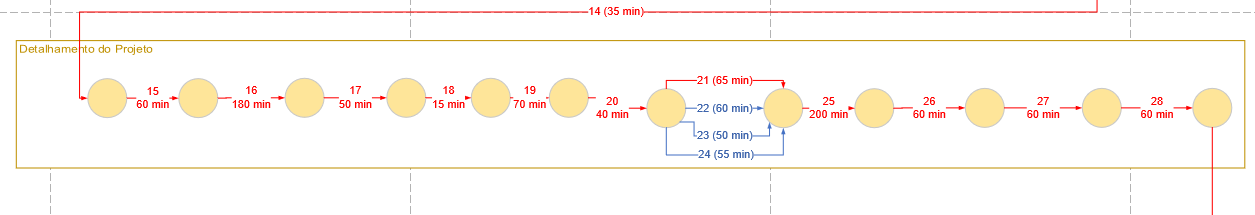 14 (35 min)
Detalhamento do Projeto
15
60 min
16
180 min
17
50 min
18
15 min
19
70 min
20
40 min
21 (65 min)
22 (60 min)
23 (50 min)
24 (55 min)
25
200 min
26
60 min
27
60 min
28
60 min